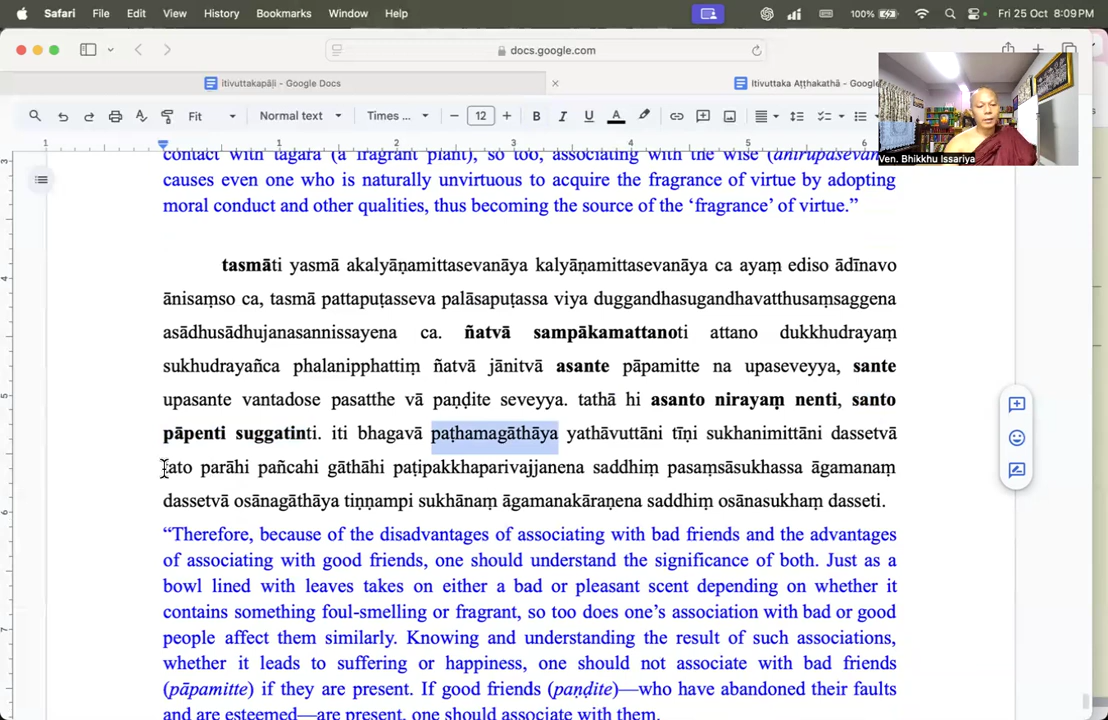 Safari File Edit View History Bookmarks Window Help 100% Fri 25 Oct 8:09 PM
docs.google.com
itivuttakapāḷi - Google Docs Itivuttaka Aṭṭhakathā - Google
Fit Normal text Times ... 12 B I U A
Ven. Bhikkhu Issariya
1 1 2 3 4 5 6
contact with tagara (a fragrant plant), so too, associating with the wise (dhīrūpasevan
causes even one who is naturally unvirtuous to acquire the fragrance of virtue by adopting
moral conduct and other qualities, thus becoming the source of the ‘fragrance’ of virtue.”
tasmāti yasmā akalyāṇamittasevanāya kalyāṇamittasevanāya ca ayaṃ ediso ādīnavo
ānisaṃso ca, tasmā pattapuṭasseva palāsapuṭassa viya duggandhasugandhavatthusaṃsaggena
asādhusādhujanasannissayena ca. ñatvā sampākamattanoti attano dukkhudrayaṃ
sukhudrayañca phalanipphattiṃ ñatvā jānitvā asante pāpamitte na upaseveyya, sante
upasante vantadose pasatthe vā paṇḍite seveyya. tathā hi asanto nirayaṃ nenti, santo
pāpenti suggatinti. iti bhagavā paṭhamagāthāya yathāvuttāni tīṇi sukhanimittāni dassetvā
tato parāhi pañcahi gāthāhi paṭipakkhaparivajjanena saddhiṃ pasaṃsāsukhassa āgamanaṃ
dassetvā osānagāthāya tiṇṇampi sukhānaṃ āgamanakāraṇena saddhiṃ osānasukhaṃ dasseti.
“Therefore, because of the disadvantages of associating with bad friends and the advantages
of associating with good friends, one should understand the significance of both. Just as a
bowl lined with leaves takes on either a bad or pleasant scent depending on whether it
contains something foul-smelling or fragrant, so too does one’s association with bad or good
people affect them similarly. Knowing and understanding the result of such associations,
whether it leads to suffering or happiness, one should not associate with bad friends
(pāpamitte) if they are present. If good friends (paṇḍite)—who have abandoned their faults
and are esteemed—are present, one should associate with them.